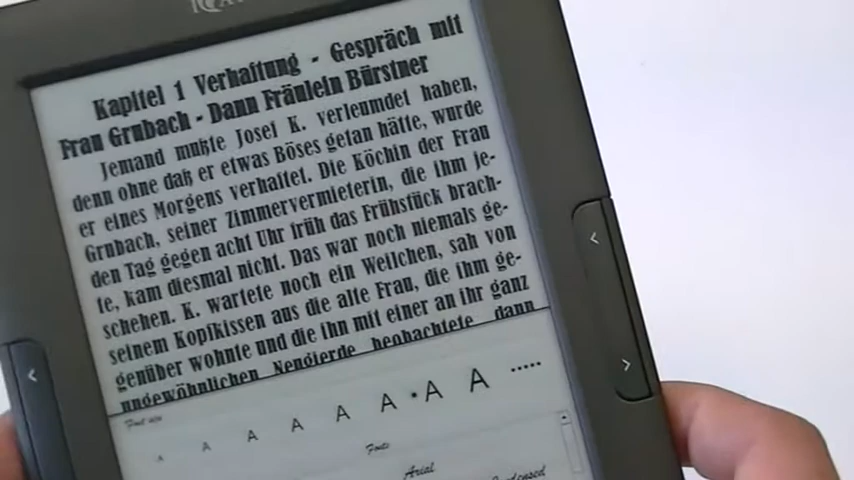 Kapitel 1 Verhaftung - Gespräch mit
Frau Grubach - Dann Fräulein Bürstner
Jemand mußte Josef K. verleumdet haben,
denn ohne daß er etwas Böses getan hätte, wurde
er eines Morgens verhaftet. Die Köchin der Frau
Grubach, seiner Zimmervermieterin, die ihm je-
den Tag gegen acht Uhr früh das Frühstück brach-
te, kam diesmal nicht. Das war noch niemals ge-
schehen. K. wartete noch ein Weilchen, sah von
seinem Kopfkissen aus die alte Frau, die ihm ge-
genüber wohnte und die ihn mit einer an ihr ganz
ungewöhnlichen Neugierde beobachtete, dann
Font size
A A A A A A A A
Fonts
Arial